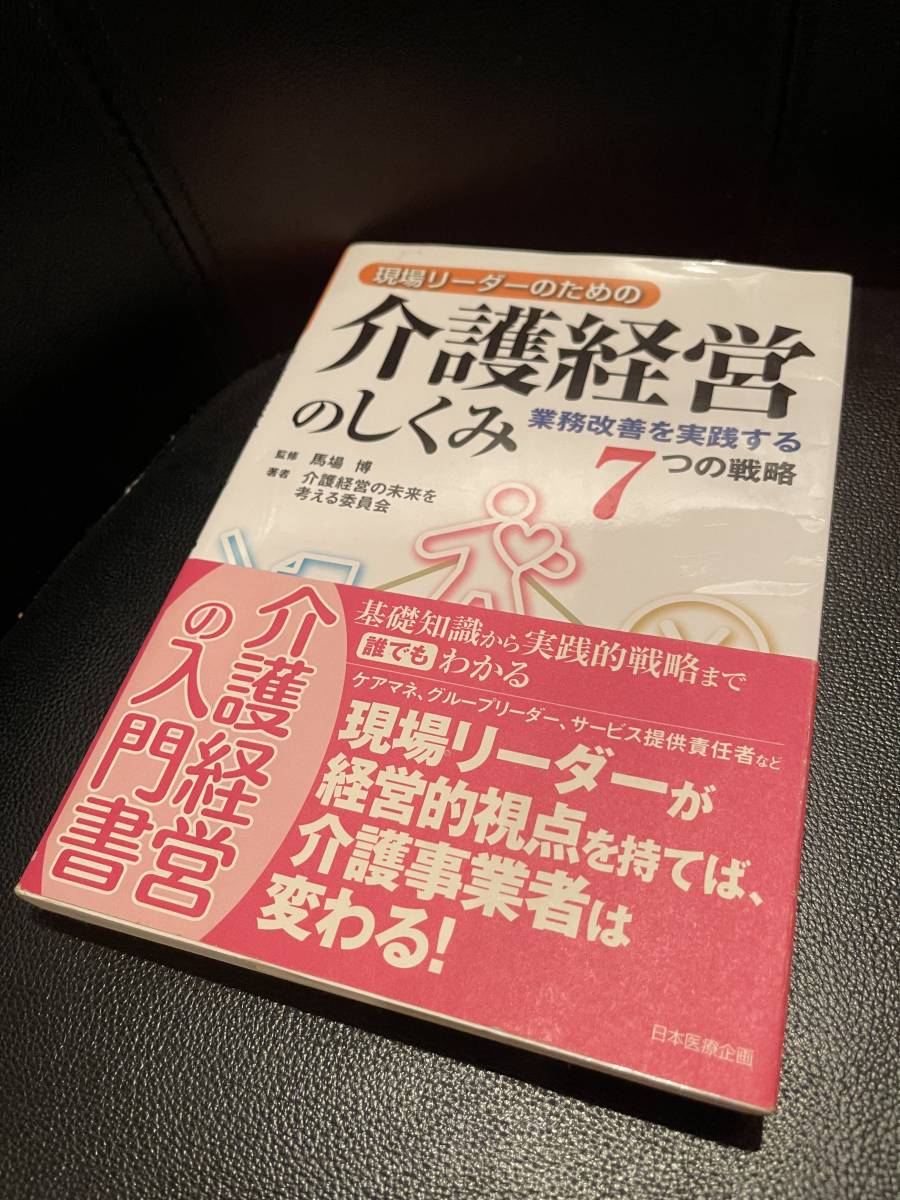 現場リーダーのための
介護経営
のしくみ
業務改善を実践する
7つの戦略
監修 馬場 博
著者 介護経営の未来を
考える委員会
介護経営
の入門書
基礎知識から実践的戦略まで
誰でもわかる
ケアマネ、グループリーダー、サービス提供責任者など
現場リーダーが
経営的視点を持てば、
介護事業者は
変わる!
日本医療企画